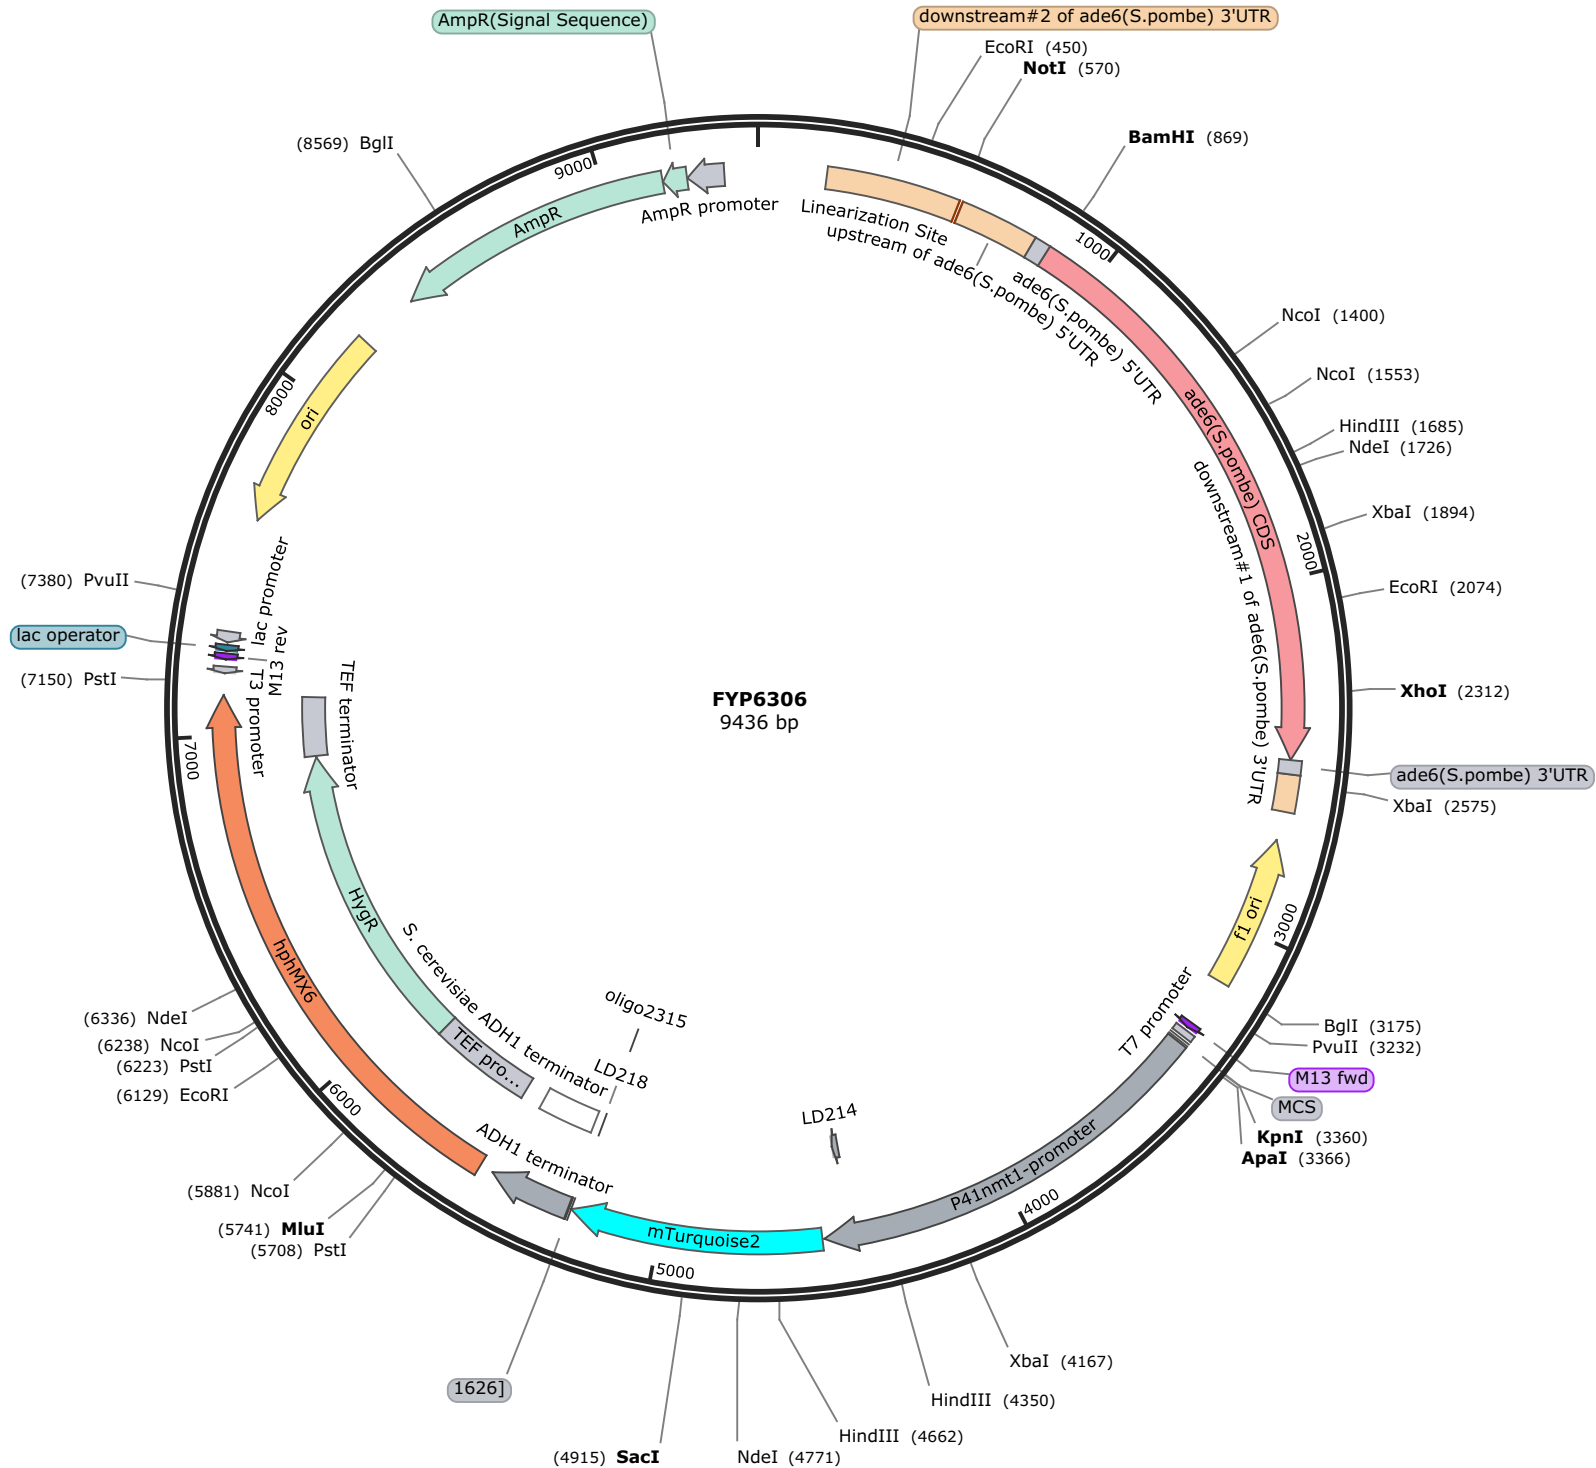 AmpR(Signal Sequence)
downstream#2 of ade6(S.pombe) 3'UTR
EcoRI (450)
NotI (570)
BamHI (869)
(8569) BglI
9000
1000
AmpR
AmpR promoter
Linearization Site
upstream of ade6(S.pombe) 5'UTR
ade6(S.pombe) 5'UTR
NcoI (1400)
NcoI (1553)
HindIII (1685)
NdeI (1726)
XbaI (1894)
ade6(S.pombe) CDS
downstream#1 of ade6(S.pombe) 3'UTR
2000
EcoRI (2074)
8000
ori
(7380) PvuII
lac promoter
lac operator
M13 rev
(7150) PstI
T3 promoter
TEF terminator
FYP6306
9436 bp
XhoI (2312)
ade6(S.pombe) 3'UTR
XbaI (2575)
7000
f1 ori
3000
HygR
hphMX6
S. cerevisiae ADH1 terminator
oligo2315
T7 promoter
(6336) NdeI
(6238) NcoI
(6223) PstI
(6129) EcoRI
BglI (3175)
PvuII (3232)
M13 fwd
MCS
KpnI (3360)
ApaI (3366)
TEF pro...
LD218
LD214
6000
ADH1 terminator
P41nmt1-promoter
4000
(5881) NcoI
(5741) MluI
(5708) PstI
mTurquoise2
5000
XbaI (4167)
1626]
HindIII (4350)
HindIII (4662)
(4915) SacI
NdeI (4771)